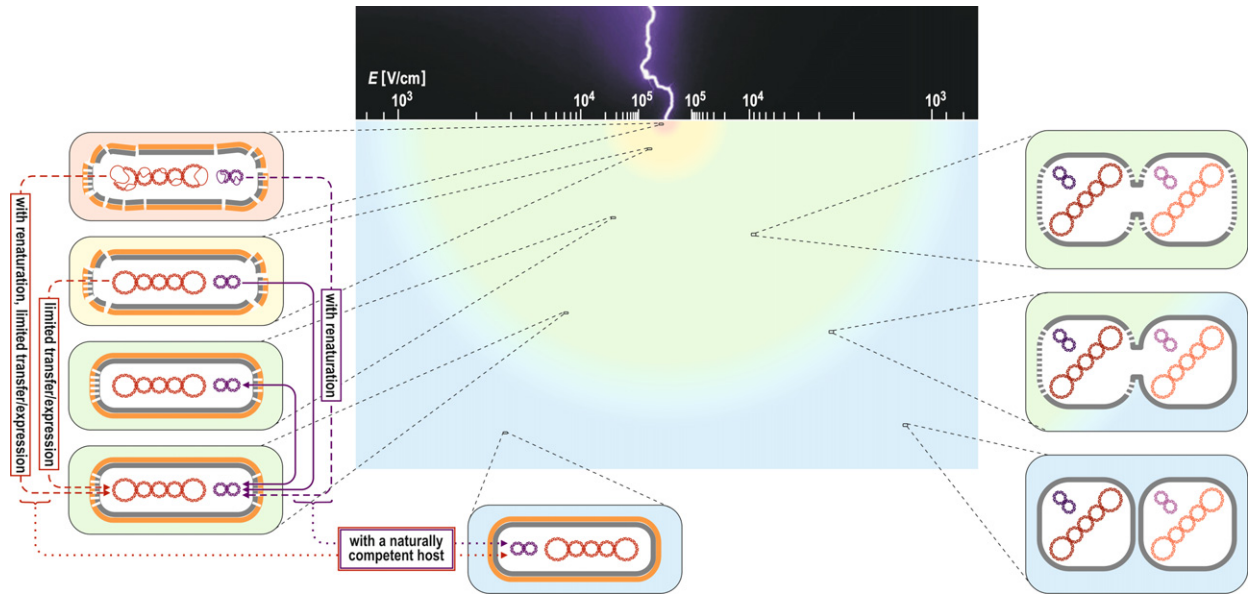 E [V/cm]
10³ 10⁴ 10⁵ 10⁵ 10⁴ 10³
with renaturation, limited transfer/expression
limited transfer/expression
with renaturation
with a naturally
competent host